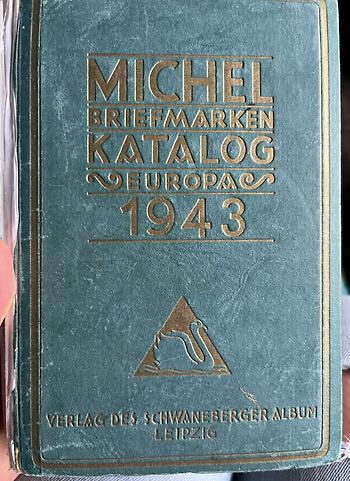 MICHEL
BRIEFMARKEN
KATALOG
EUROPA
1943
VERLAG DES SCHWANEBERGER ALBUM
LEIPZIG